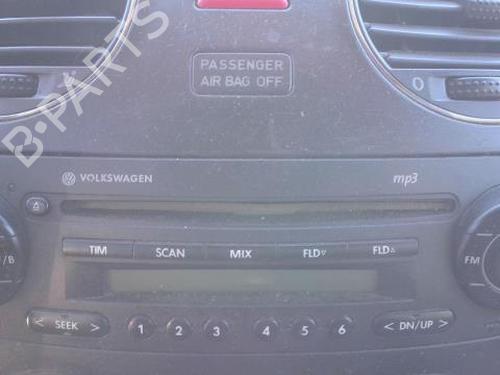 PASSENGER
AIR BAG OFF
0
B-PARTS
VOLKSWAGEN mp3
TIM SCAN MIX FLD▽ FLD△
/B FM
< SEEK > 1 2 3 4 5 6 < DN/UP >